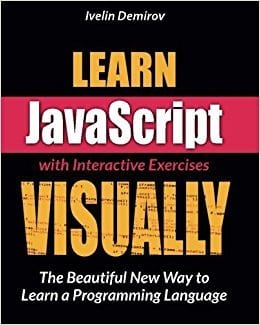 Ivelin Demirov
LEARN
JavaScript
with Interactive Exercises
VISUALLY
The Beautiful New Way to
Learn a Programming Language